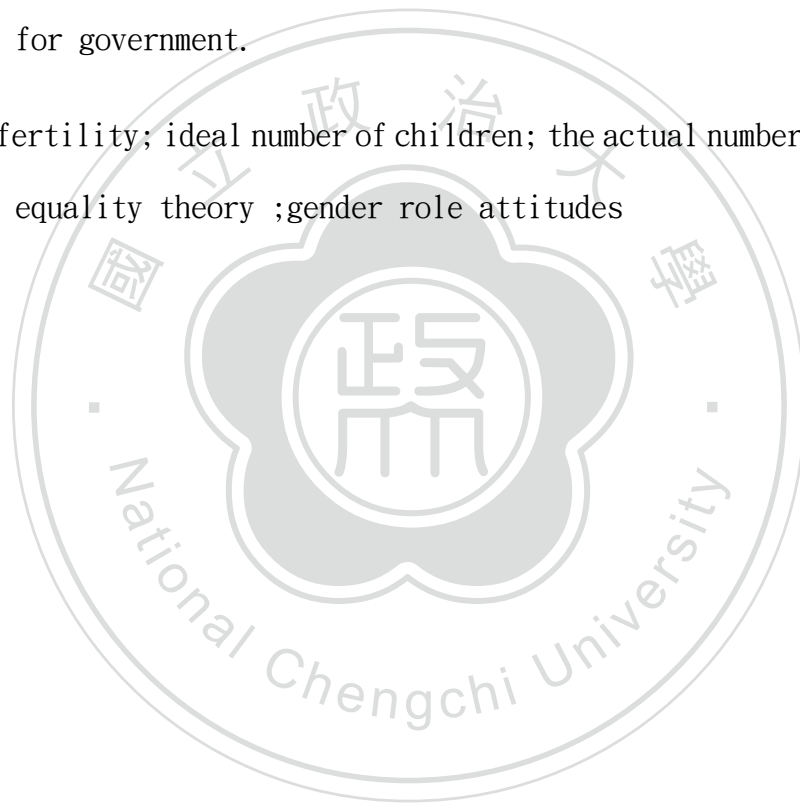 for government.
fertility; ideal number of children; the actual number
equality theory ;gender role attitudes
國立政治大學
政
National Chengchi University